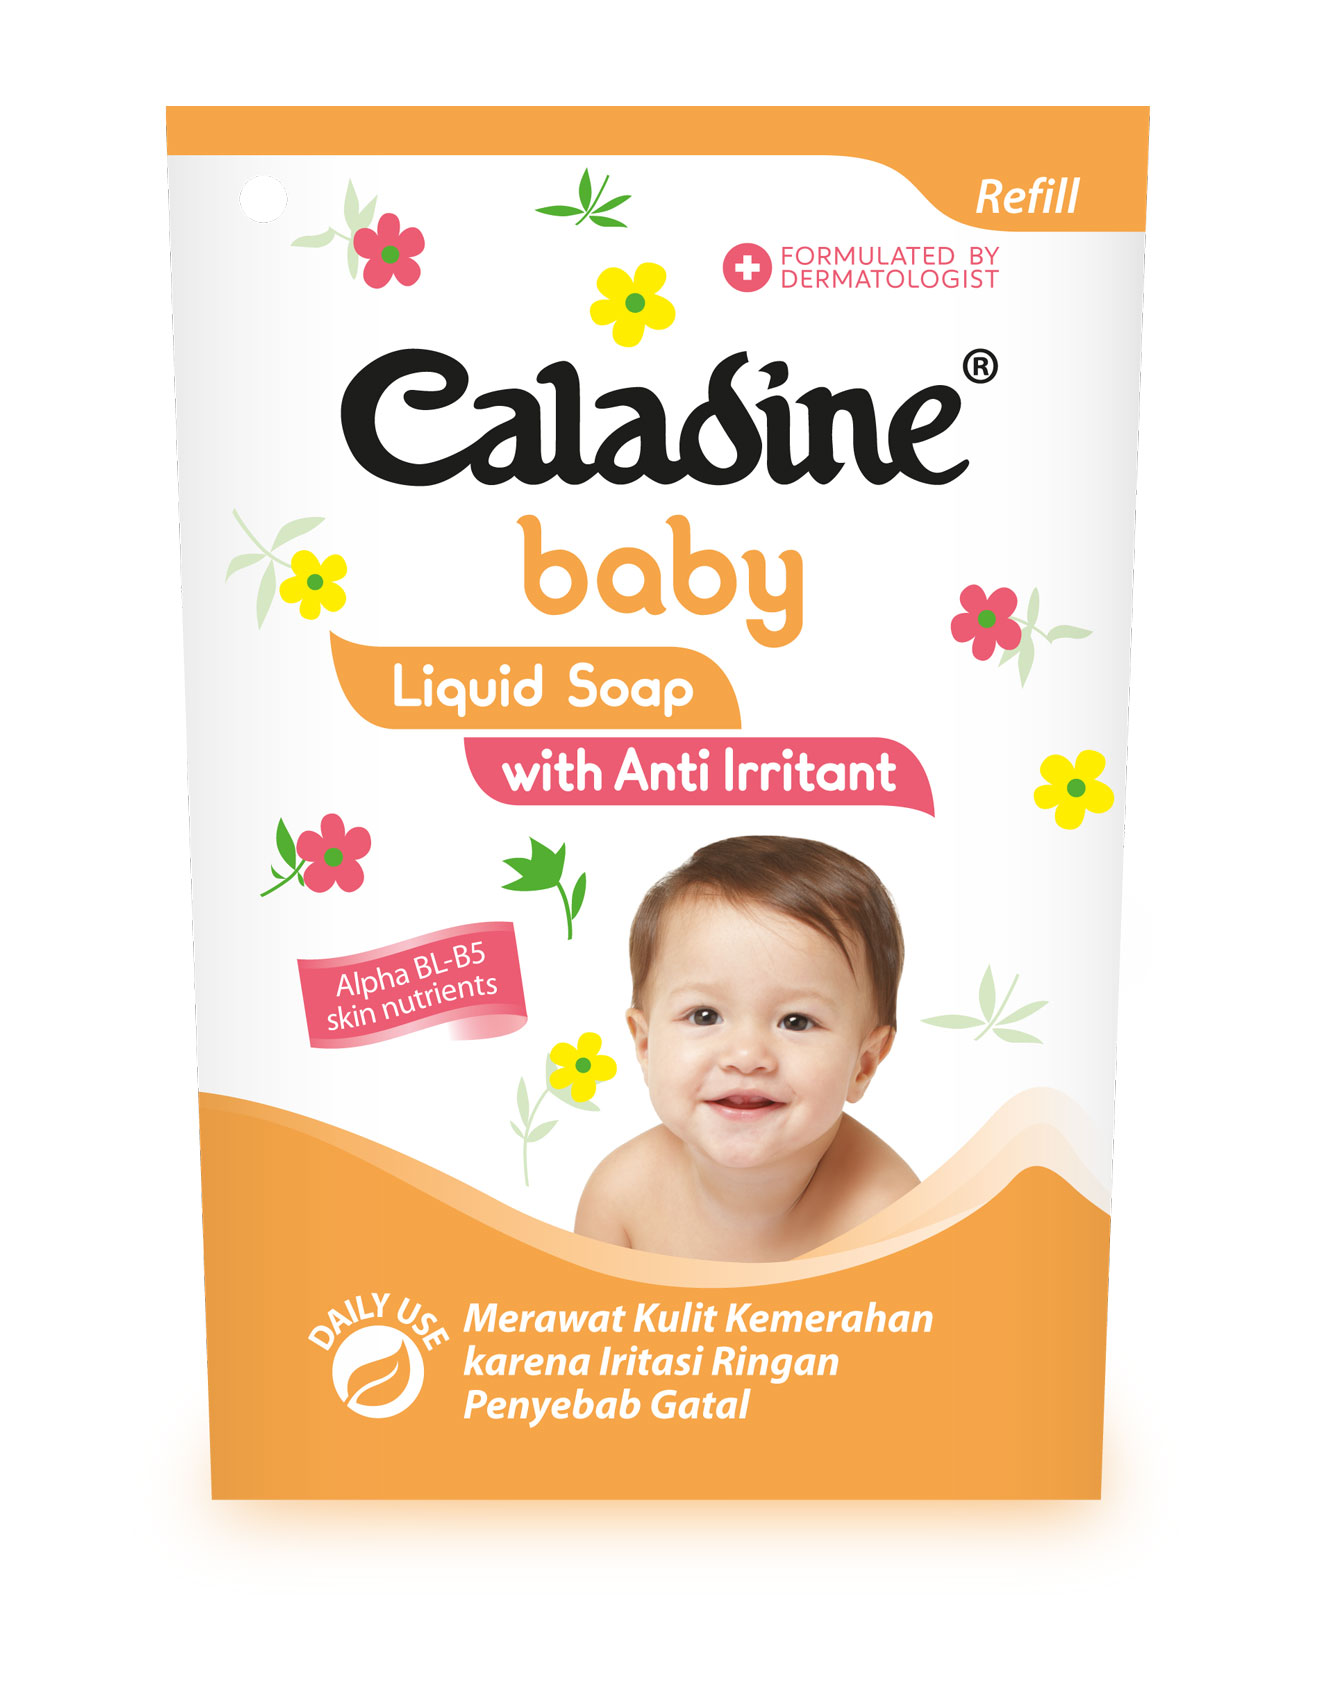 Refill
FORMULATED BY
DERMATOLOGIST
Caladine®
baby
Liquid Soap
with Anti Irritant
Alpha BL-B5
skin nutrients
DAILY USE
Merawat Kulit Kemerahan
karena Iritasi Ringan
Penyebab Gatal